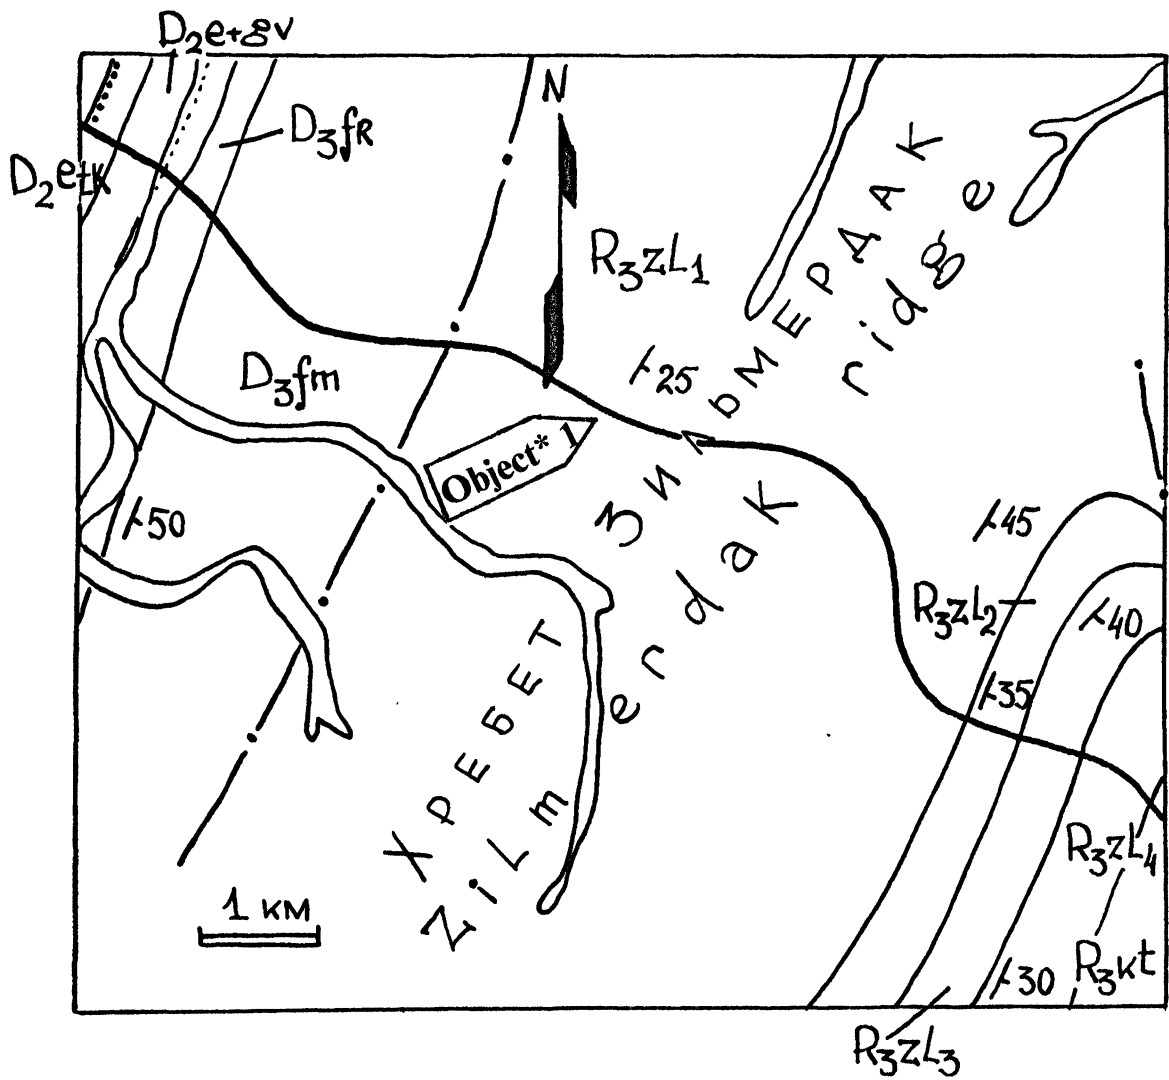 D₂e+gv
N
D₃fR
D₂etK
R₃zL₁
D₃fm
25
Object* 1
50
ХРЕБЕТ ЗИЛЬМЕРДАК
ZiLmerdaK ridge
45
R₃zL₂
40
35
1 КМ
R₃zL₄
R₃Kt
30
R₃zL₃